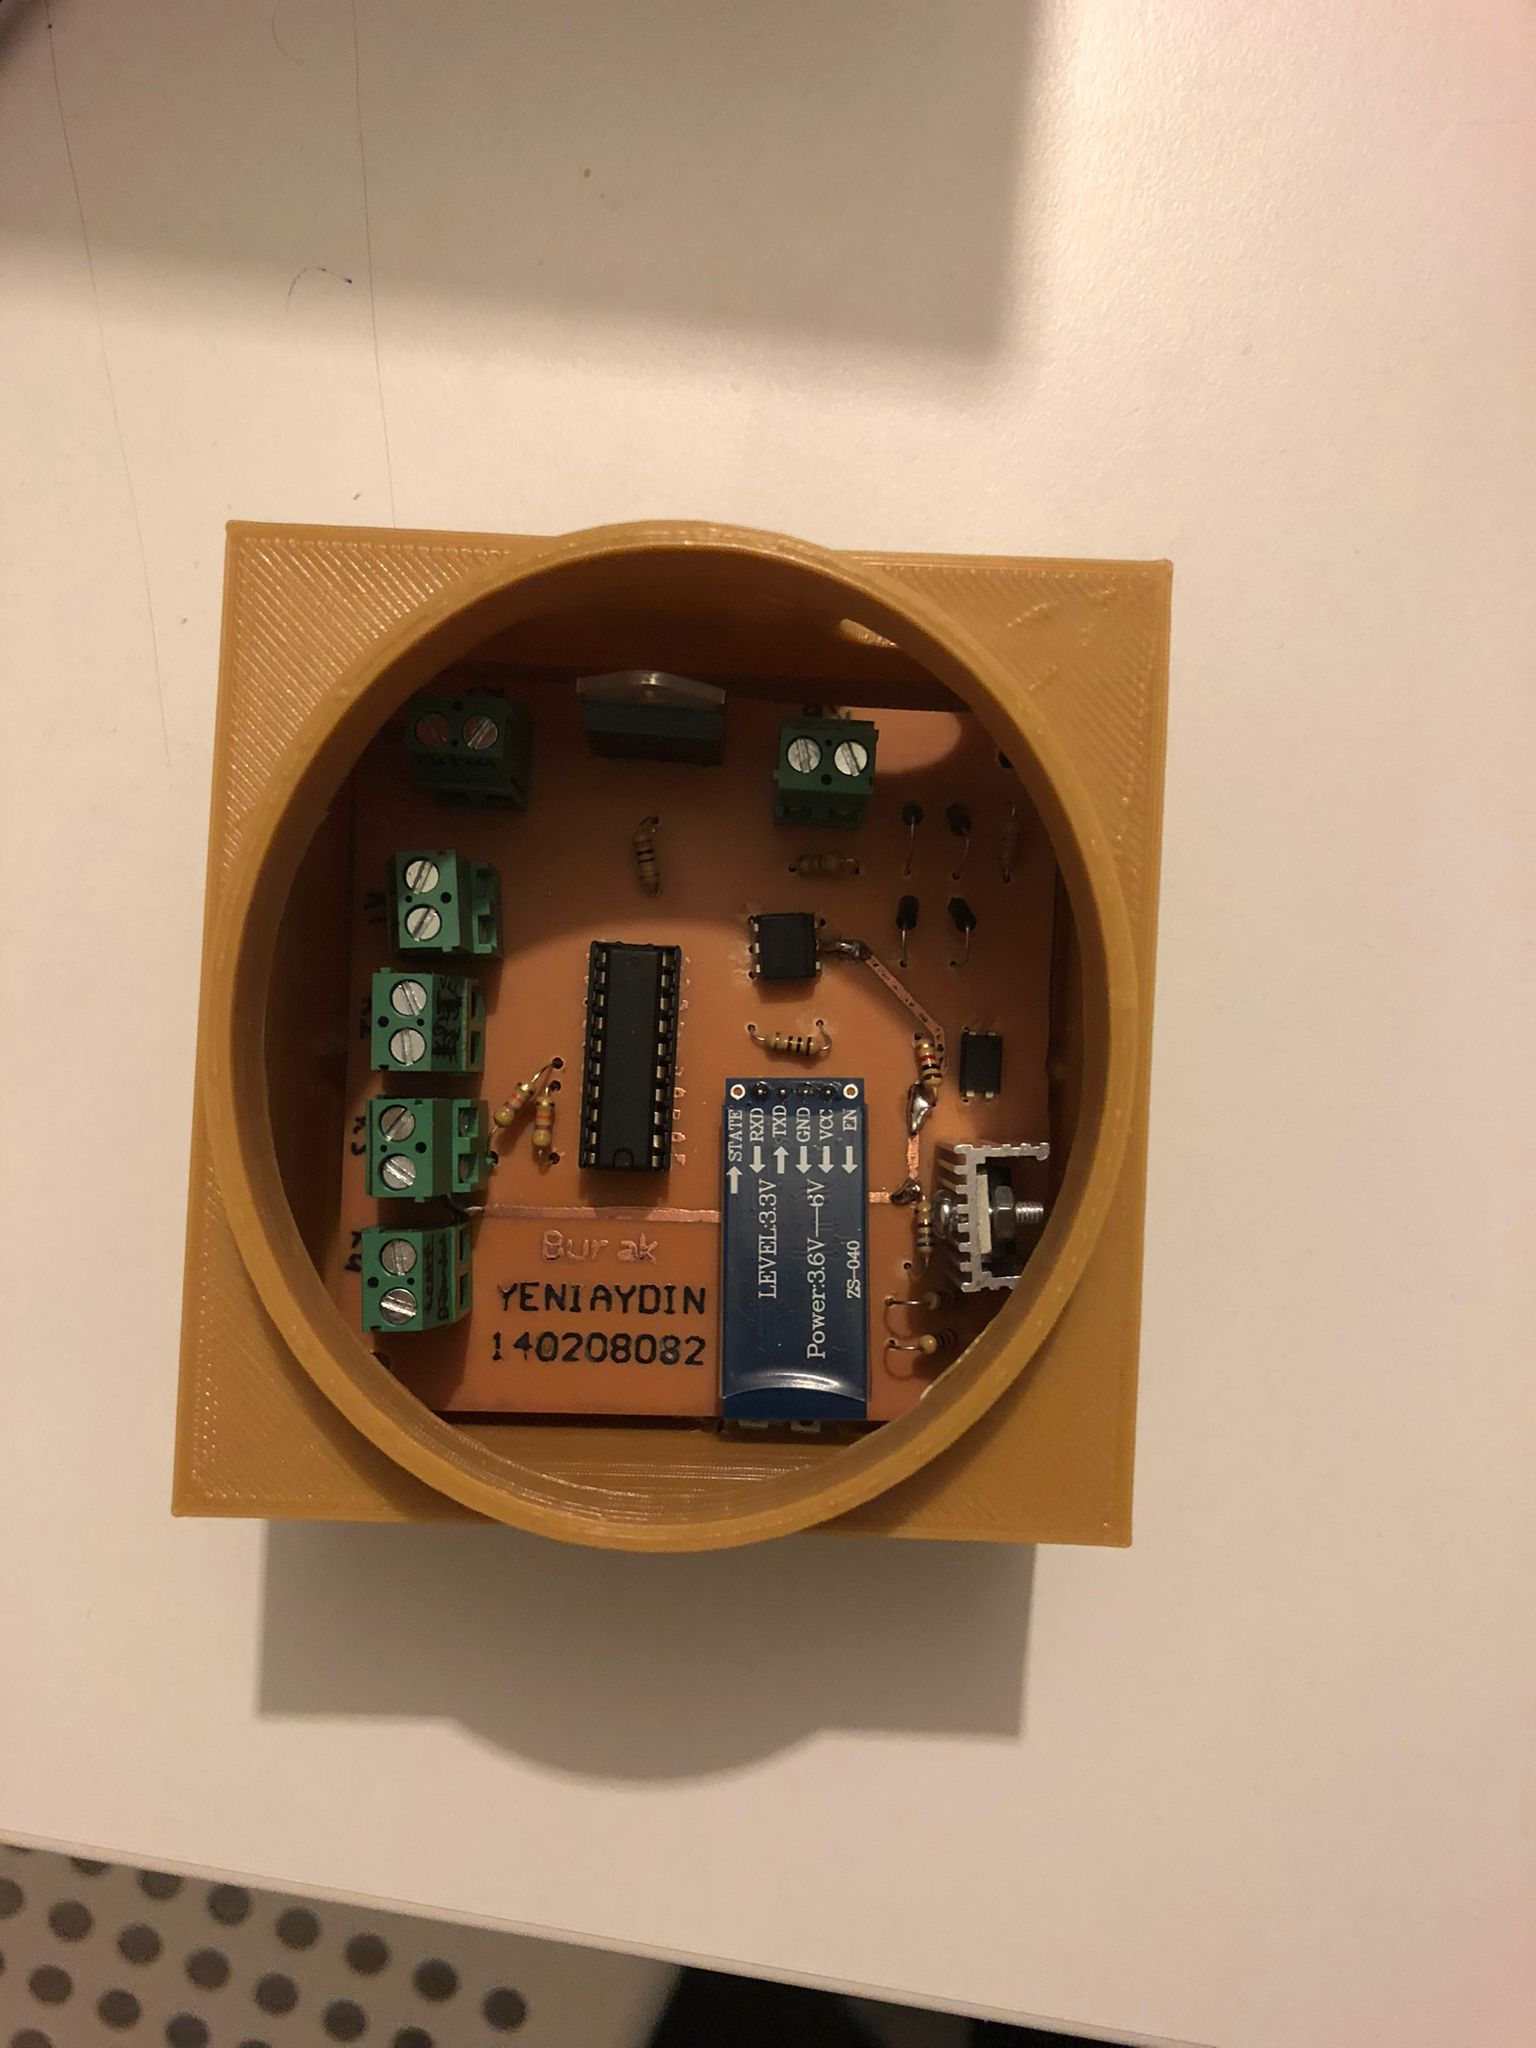 STATE
RXD
TXD
GND
VCC
EN
LEVEL:3.3V
Power:3.6V—6V
ZS-040
Burak
YENIAYDIN
140208082